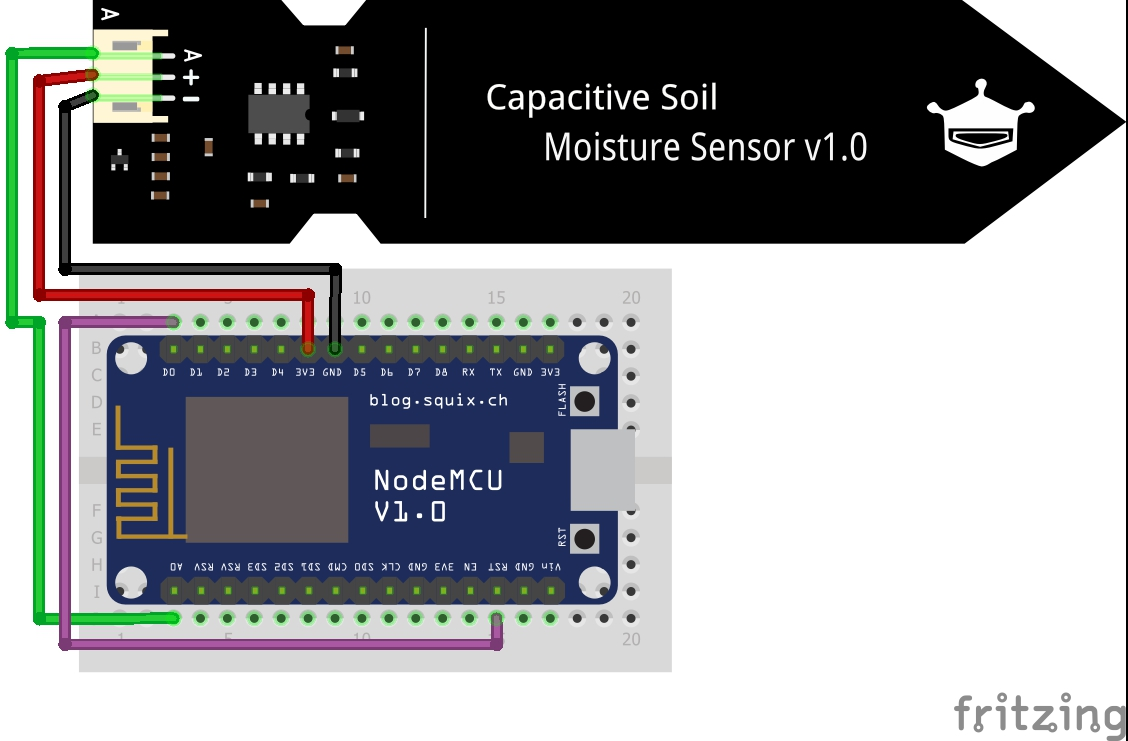 A
A
+
–
Capacitive Soil
Moisture Sensor v1.0
1 5 10 15 20
B
C
D
E
F
G
H
I
D0 D1 D2 D3 D4 3V3 GND D5 D6 D7 D8 RX TX GND 3V3
blog.squix.ch
FLASH
NodeMCU
V1.0
RST
A0 RSV RSV SD3 SD2 SD1 CMD SD0 CLK GND 3V3 EN RST GND Vin
1 5 10 20
fritzing